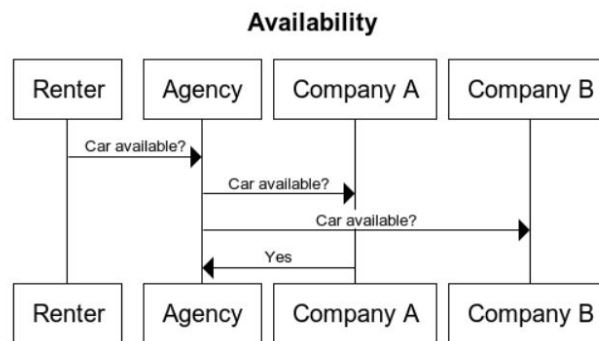 Availability
Renter Agency Company A Company B
Car available?
Car available?
Car available?
Yes
Renter Agency Company A Company B